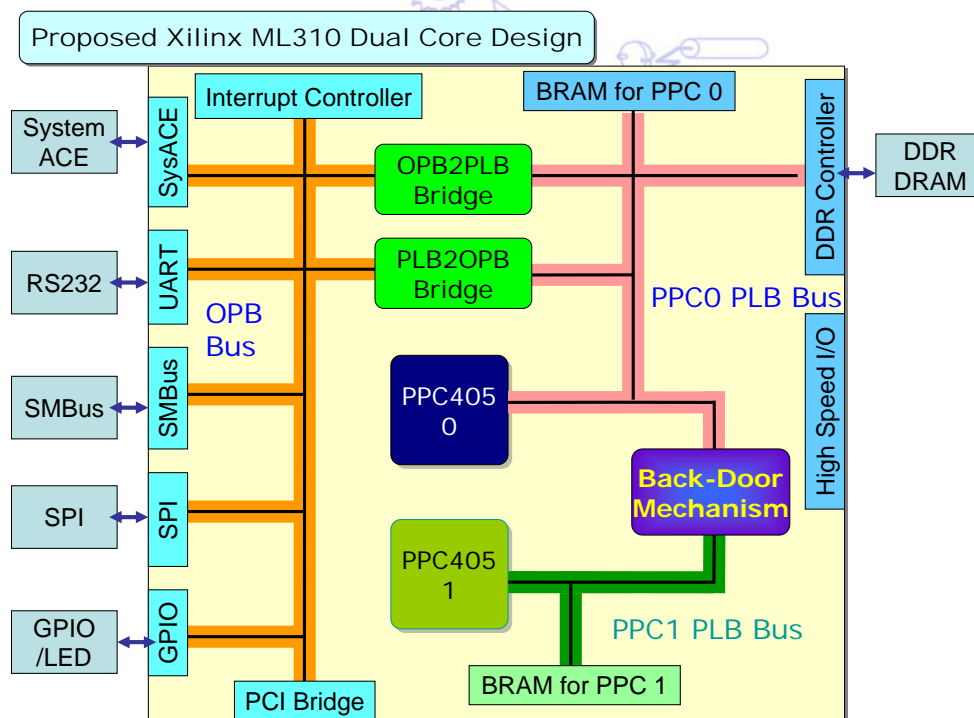 Proposed Xilinx ML310 Dual Core Design
Interrupt Controller
BRAM for PPC 0
System
ACE
SysACE
OPB2PLB
Bridge
DDR Controller
DDR
DRAM
RS232
UART
PLB2OPB
Bridge
OPB
Bus
PPC0 PLB Bus
SMBus
SMBus
PPC405
0
High Speed I/O
Back-Door
Mechanism
SPI
SPI
PPC405
1
GPIO
/LED
GPIO
PPC1 PLB Bus
PCI Bridge
BRAM for PPC 1